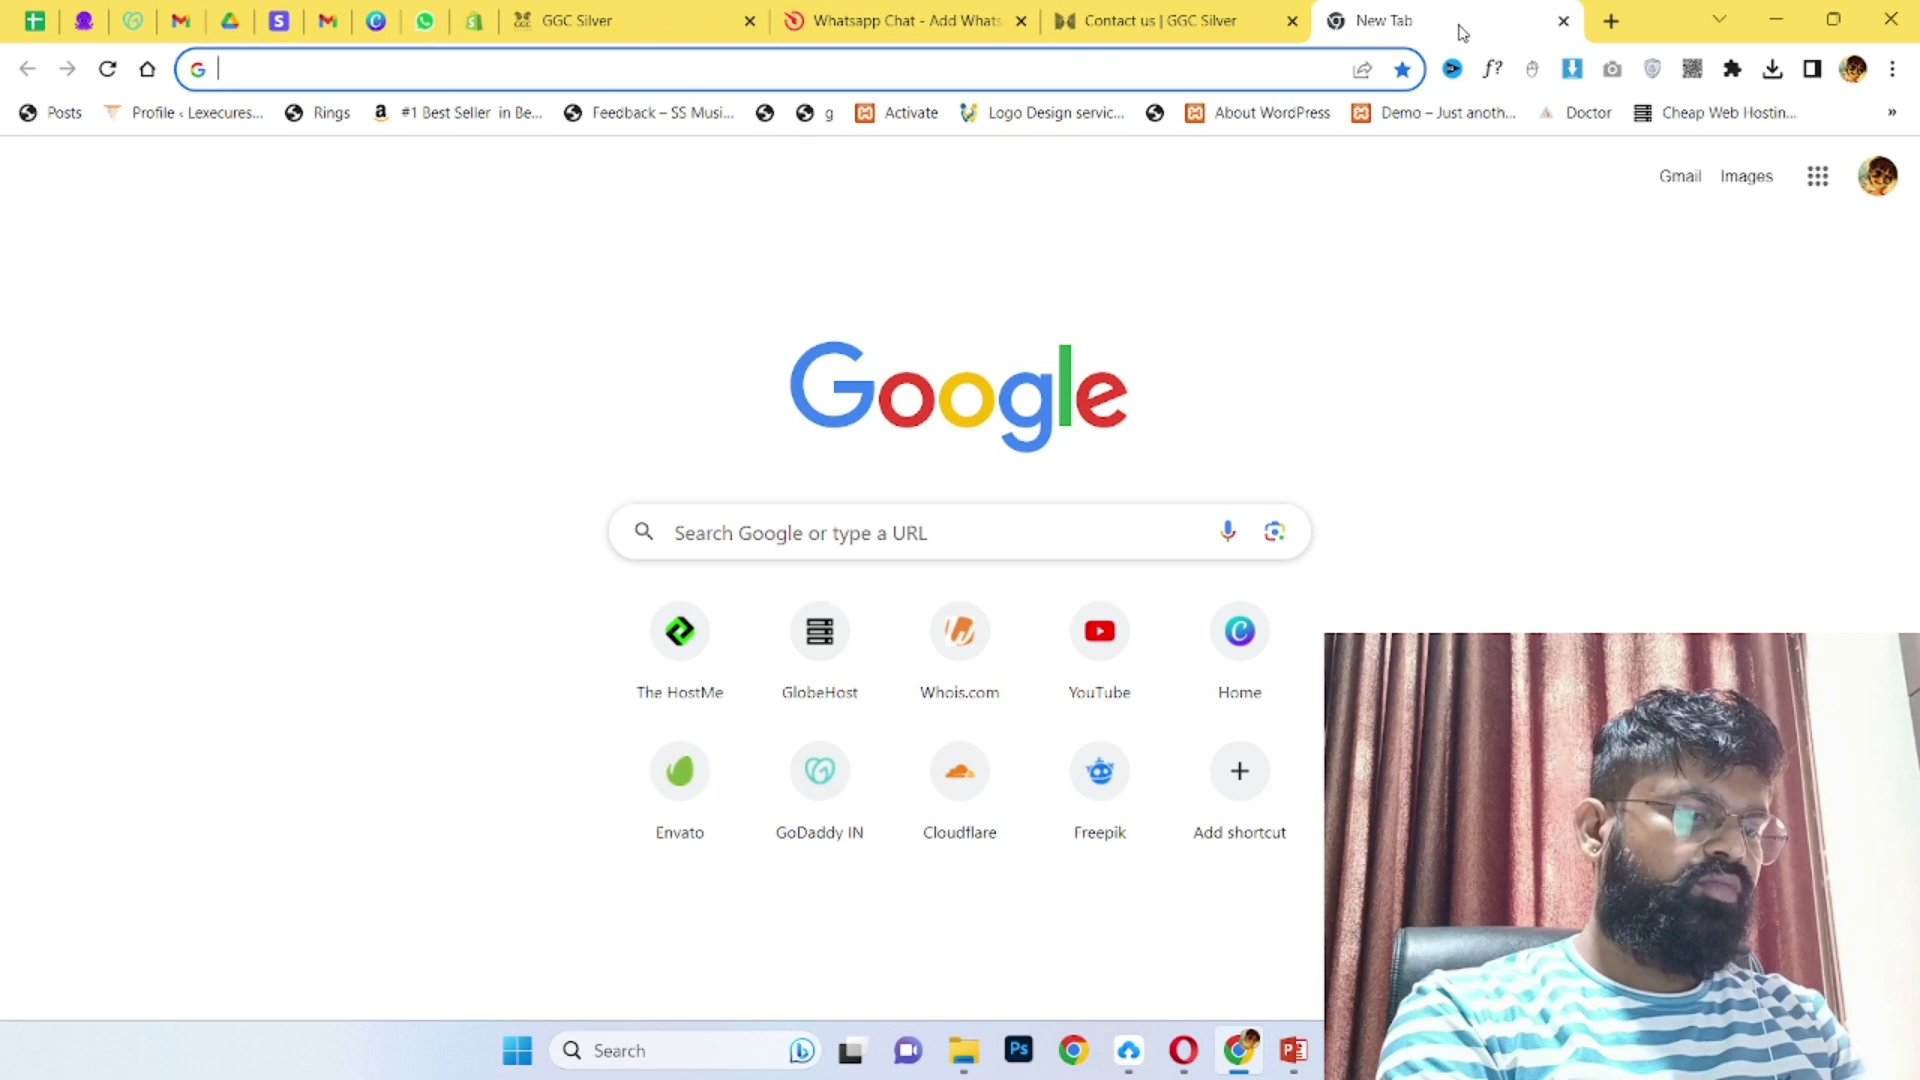 GGC Silver
Whatsapp Chat - Add Whats
Contact us | GGC Silver
New Tab
f?
Posts
Profile ‹ Lexecures...
Rings
#1 Best Seller in Be...
Feedback – SS Musi...
g
Activate
Logo Design servic...
About WordPress
Demo – Just anoth...
Doctor
Cheap Web Hostin...
»
Gmail
Images
Google
Search Google or type a URL
The HostMe
GlobeHost
Whois.com
YouTube
Home
Envato
GoDaddy IN
Cloudflare
Freepik
Add shortcut
Search
Ps